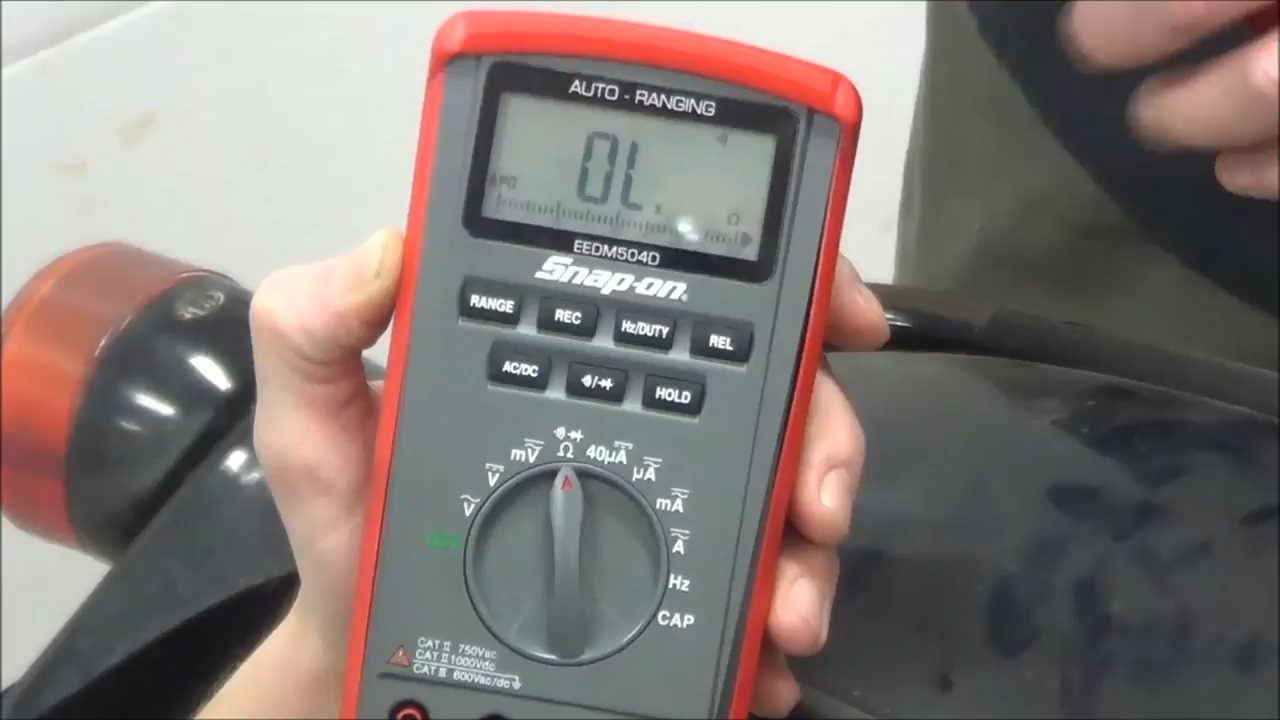 AUTO - RANGING
OL.
APO
Ω
EEDM504D
Snap-on®
RANGE REC Hz/DUTY REL
AC/DC HOLD
mV Ω 40µA
V µA
V mA
OFF A
Hz
CAP
CAT II 750Vac
CAT II 1000Vdc
CAT III 600Vac/dc